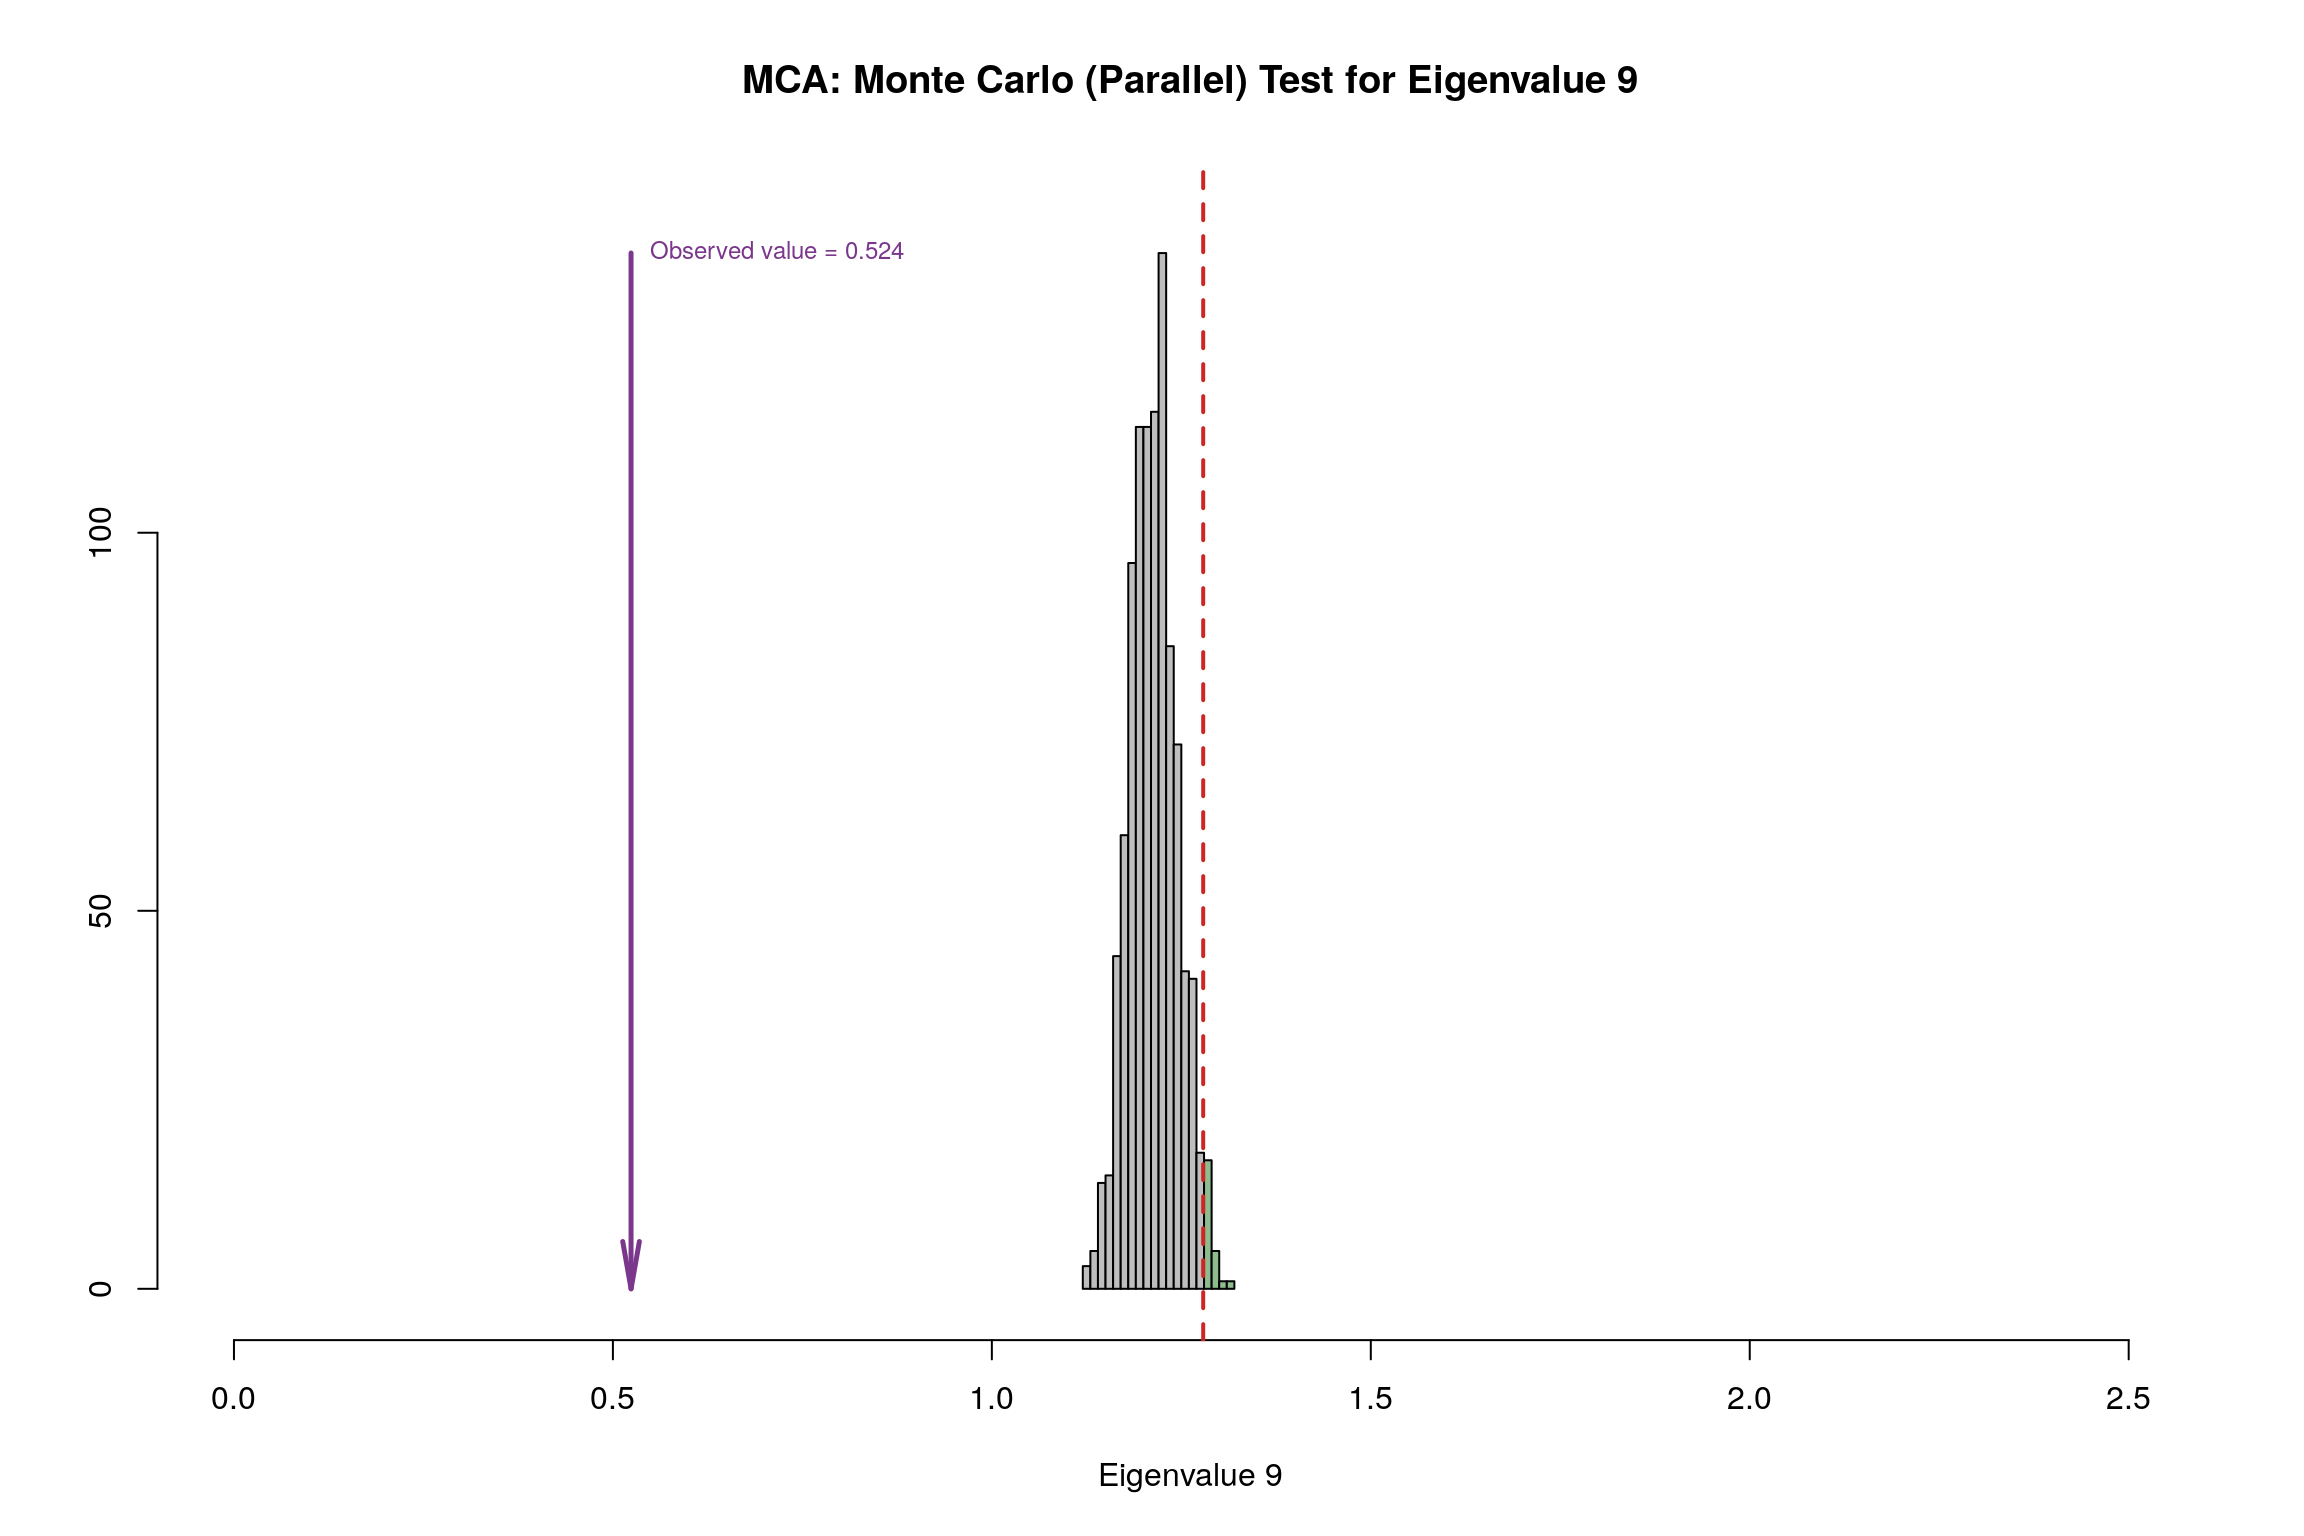 MCA: Monte Carlo (Parallel) Test for Eigenvalue 9
Observed value = 0.524
100
50
0
0.0 0.5 1.0 1.5 2.0 2.5
Eigenvalue 9